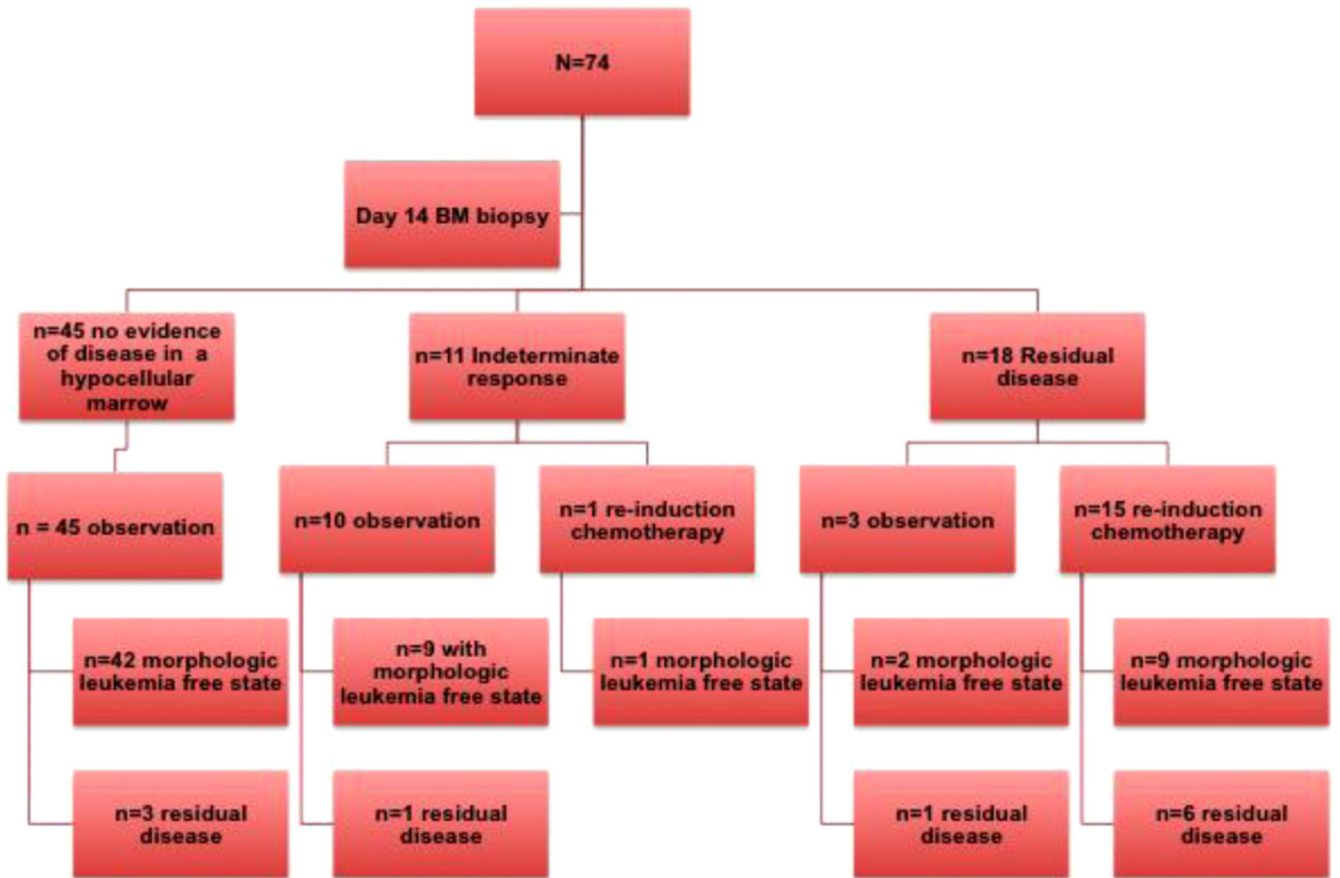 N=74
Day 14 BM biopsy
n=45 no evidence
of disease in a
hypocellular
marrow
n=11 Indeterminate
response
n=18 Residual
disease
n = 45 observation
n=10 observation
n=1 re-induction
chemotherapy
n=3 observation
n=15 re-induction
chemotherapy
n=42 morphologic
leukemia free state
n=9 with
morphologic
leukemia free state
n=1 morphologic
leukemia free state
n=2 morphologic
leukemia free state
n=9 morphologic
leukemia free state
n=3 residual
disease
n=1 residual
disease
n=1 residual
disease
n=6 residual
disease